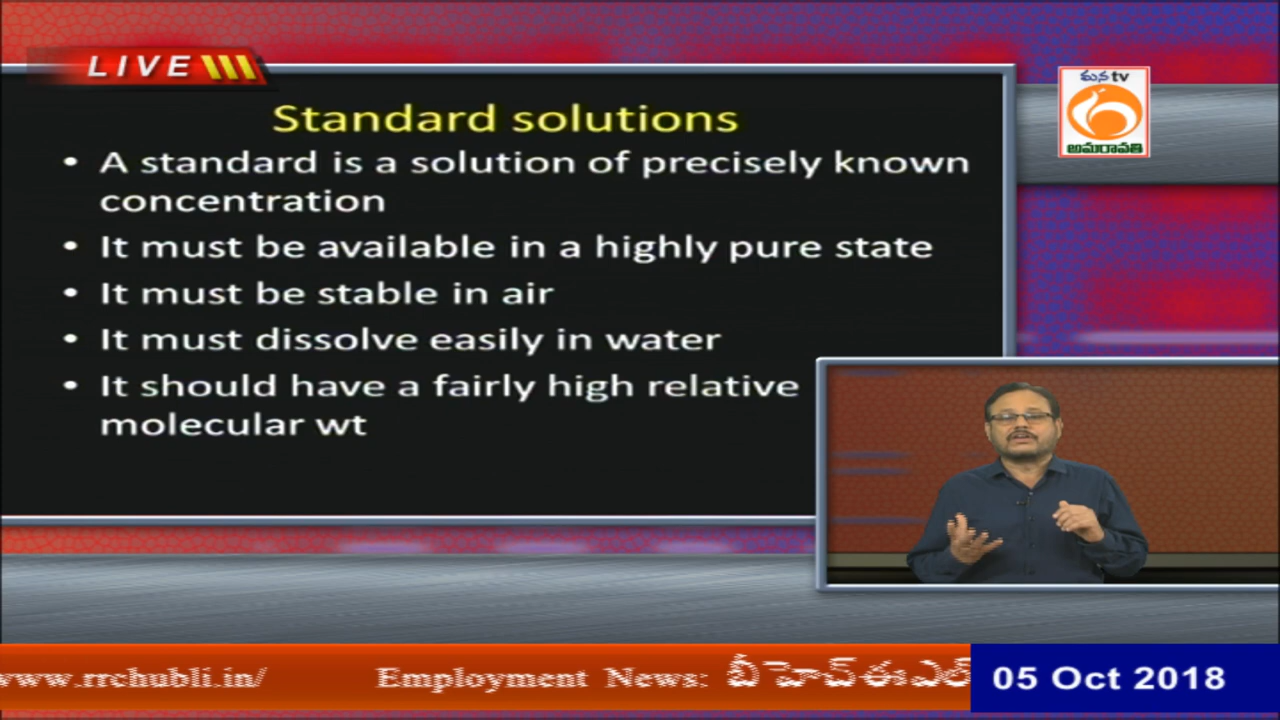 LIVE
మన tv
అమరావతి
Standard solutions
• A standard is a solution of precisely known
concentration
• It must be available in a highly pure state
• It must be stable in air
• It must dissolve easily in water
• It should have a fairly high relative
molecular wt
www.rrchubli.in/ Employment News: బీహెచ్ఈఎల్
05 Oct 2018